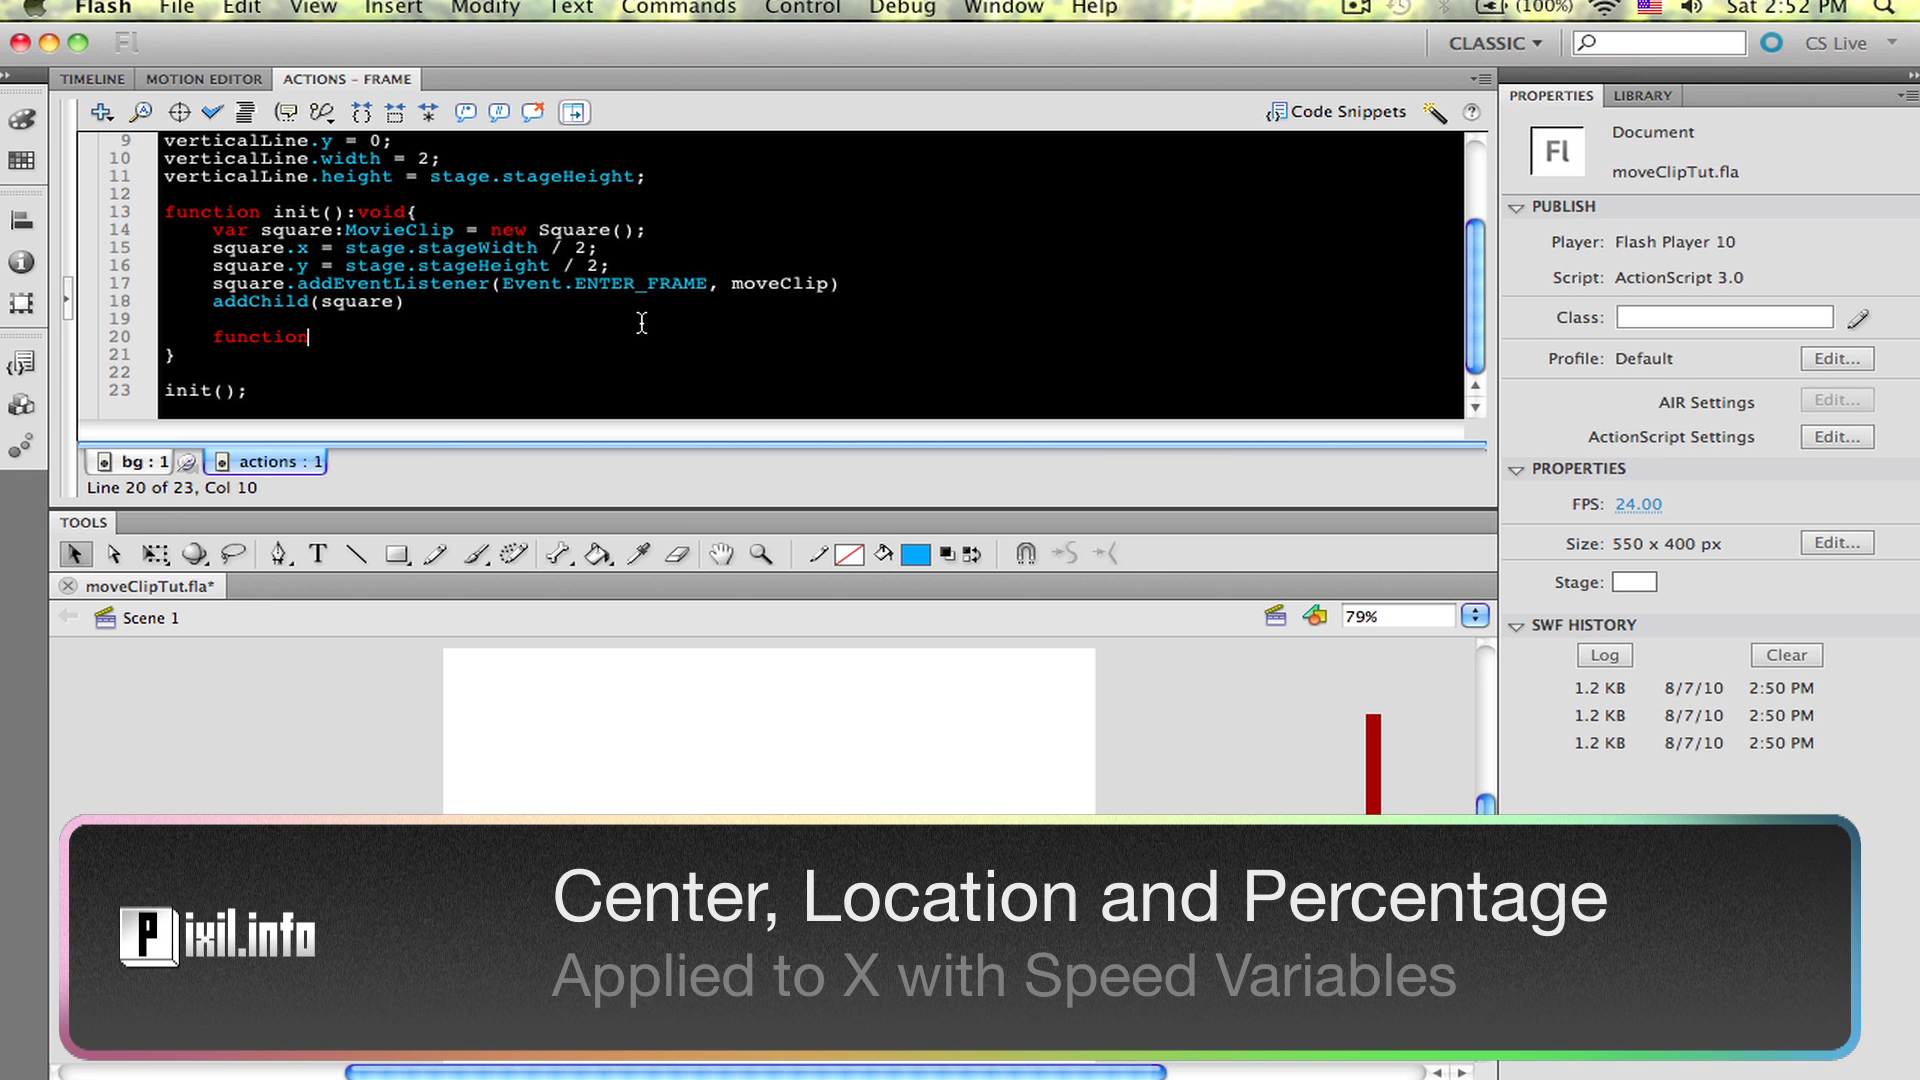 Flash File Edit View Insert Modify Text Commands Control Debug Window Help (100%) Sat 2:52 PM
Fl CLASSIC CS Live
TIMELINE MOTION EDITOR ACTIONS – FRAME
PROPERTIES LIBRARY
Code Snippets
9 verticalLine.y = 0;
10 verticalLine.width = 2;
11 verticalLine.height = stage.stageHeight;
12
13 function init():void{
14 var square:MovieClip = new Square();
15 square.x = stage.stageWidth / 2;
16 square.y = stage.stageHeight / 2;
17 square.addEventListener(Event.ENTER_FRAME, moveClip)
18 addChild(square)
19
20 function
21 }
22
23 init();
bg : 1 actions : 1
Line 20 of 23, Col 10
Fl
Document
moveClipTut.fla
PUBLISH
Player: Flash Player 10
Script: ActionScript 3.0
Class:
Profile: Default Edit...
AIR Settings Edit...
ActionScript Settings Edit...
PROPERTIES
FPS: 24.00
Size: 550 x 400 px Edit...
Stage:
SWF HISTORY
Log Clear
1.2 KB 8/7/10 2:50 PM
1.2 KB 8/7/10 2:50 PM
1.2 KB 8/7/10 2:50 PM
TOOLS
T
moveClipTut.fla*
Scene 1 79%
Pixil.info
Center, Location and Percentage
Applied to X with Speed Variables